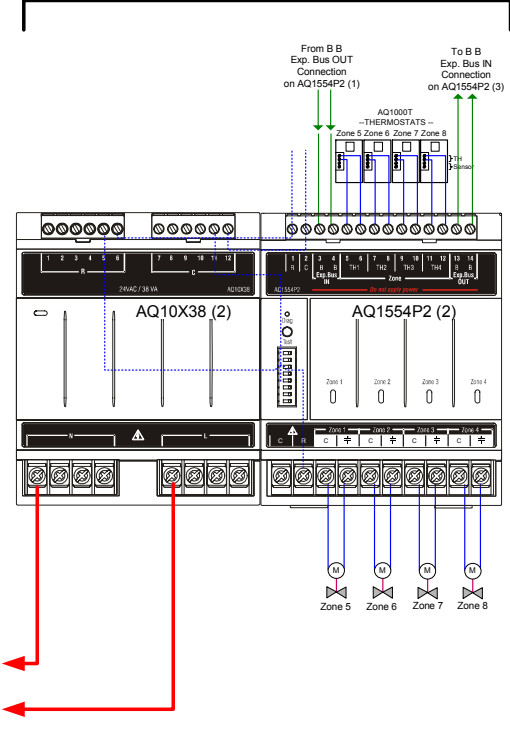 From B B
Exp. Bus OUT
Connection
on AQ1554P2 (1)
To B B
Exp. Bus IN
Connection
on AQ1554P2 (3)
AQ1000T
--THERMOSTATS --
Zone 5 Zone 6 Zone 7 Zone 8
TH
Sensor
1 2 3 4 5 6
R
7 8 9 10 11 12
C
24VAC / 38 VA
AQ10X38
1 2 3 4 5 6 7 8 9 10 11 12 13 14
R C B B TH1 TH2 TH3 TH4 B B
Exp.Bus
IN
Zone
Exp.Bus
OUT
AQ1554P2
Do not apply power
AQ10X38 (2)
AQ1554P2 (2)
Diag
Test
Zone 1 Zone 2 Zone 3 Zone 4
N
L
C R
Zone 1 Zone 2 Zone 3 Zone 4
C C C C
M M M M
Zone 5 Zone 6 Zone 7 Zone 8